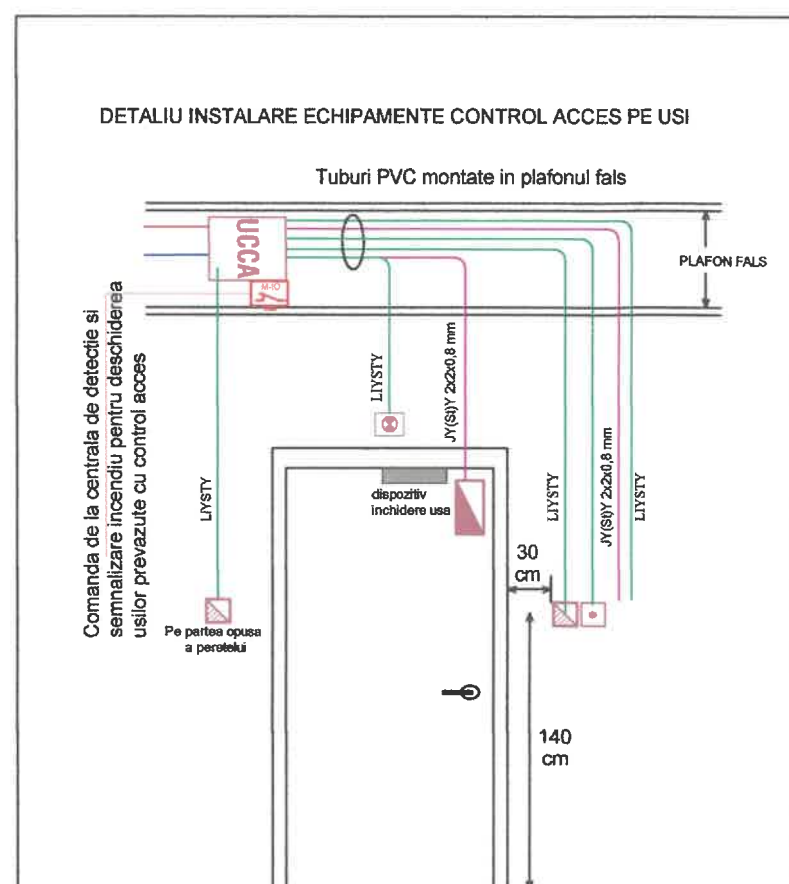 DETALIU INSTALARE ECHIPAMENTE CONTROL ACCES PE USI
Tuburi PVC montate in plafonul fals
UCCA
M-IO
PLAFON FALS
Comanda de la centrala de detectie si
semnalizare incendiu pentru deschiderea
usilor prevazute cu control acces
LIYSTY
LIYSTY
JY(St)Y 2x2x0,8 mm
LIYSTY
JY(St)Y 2x2x0,8 mm
LIYSTY
dispozitiv
inchidere usa
30
cm
Pe partea opusa
a peretelui
140
cm